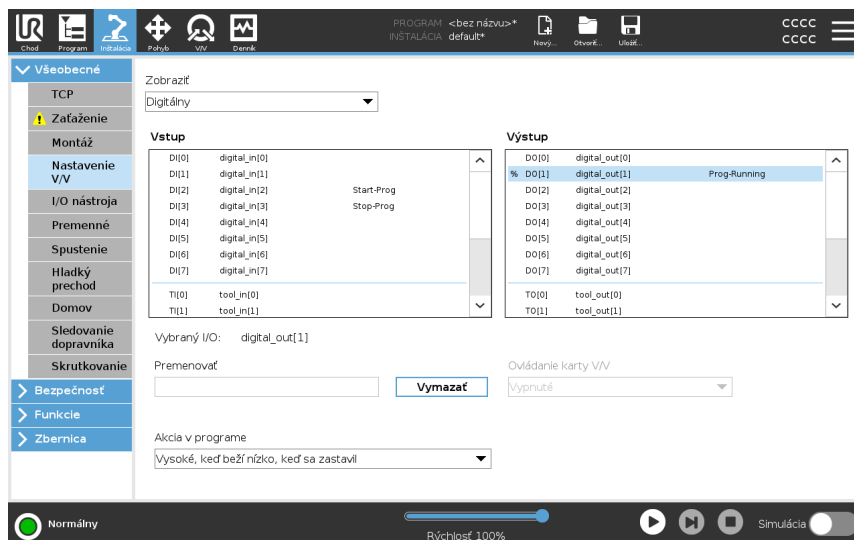 PROGRAM <bez názvu>*
INŠTALÁCIA default*
CCCC
CCCC
Chod Program Inštalácia Pohyb V/V Denník Nový... Otvoriť... Uložiť...
Všeobecné
TCP
Zaťaženie
Montáž
Nastavenie
V/V
I/O nástroja
Premenné
Spustenie
Hladký
prechod
Domov
Sledovanie
dopravníka
Skrutkovanie
Bezpečnosť
Funkcie
Zbernica
Zobraziť
Digitálny
Vstup
DI[0] digital_in[0]
DI[1] digital_in[1]
DI[2] digital_in[2] Start-Prog
DI[3] digital_in[3] Stop-Prog
DI[4] digital_in[4]
DI[5] digital_in[5]
DI[6] digital_in[6]
DI[7] digital_in[7]
TI[0] tool_in[0]
TI[1] tool_in[1]
Výstup
DO[0] digital_out[0]
% DO[1] digital_out[1] Prog-Running
DO[2] digital_out[2]
DO[3] digital_out[3]
DO[4] digital_out[4]
DO[5] digital_out[5]
DO[6] digital_out[6]
DO[7] digital_out[7]
TO[0] tool_out[0]
TO[1] tool_out[1]
Vybraný I/O: digital_out[1]
Premenovať
Vymazať
Ovládanie karty V/V
Vypnuté
Akcia v programe
Vysoké, keď beží nízko, keď sa zastavil
Normálny
Rýchlosť 100%
Simulácia